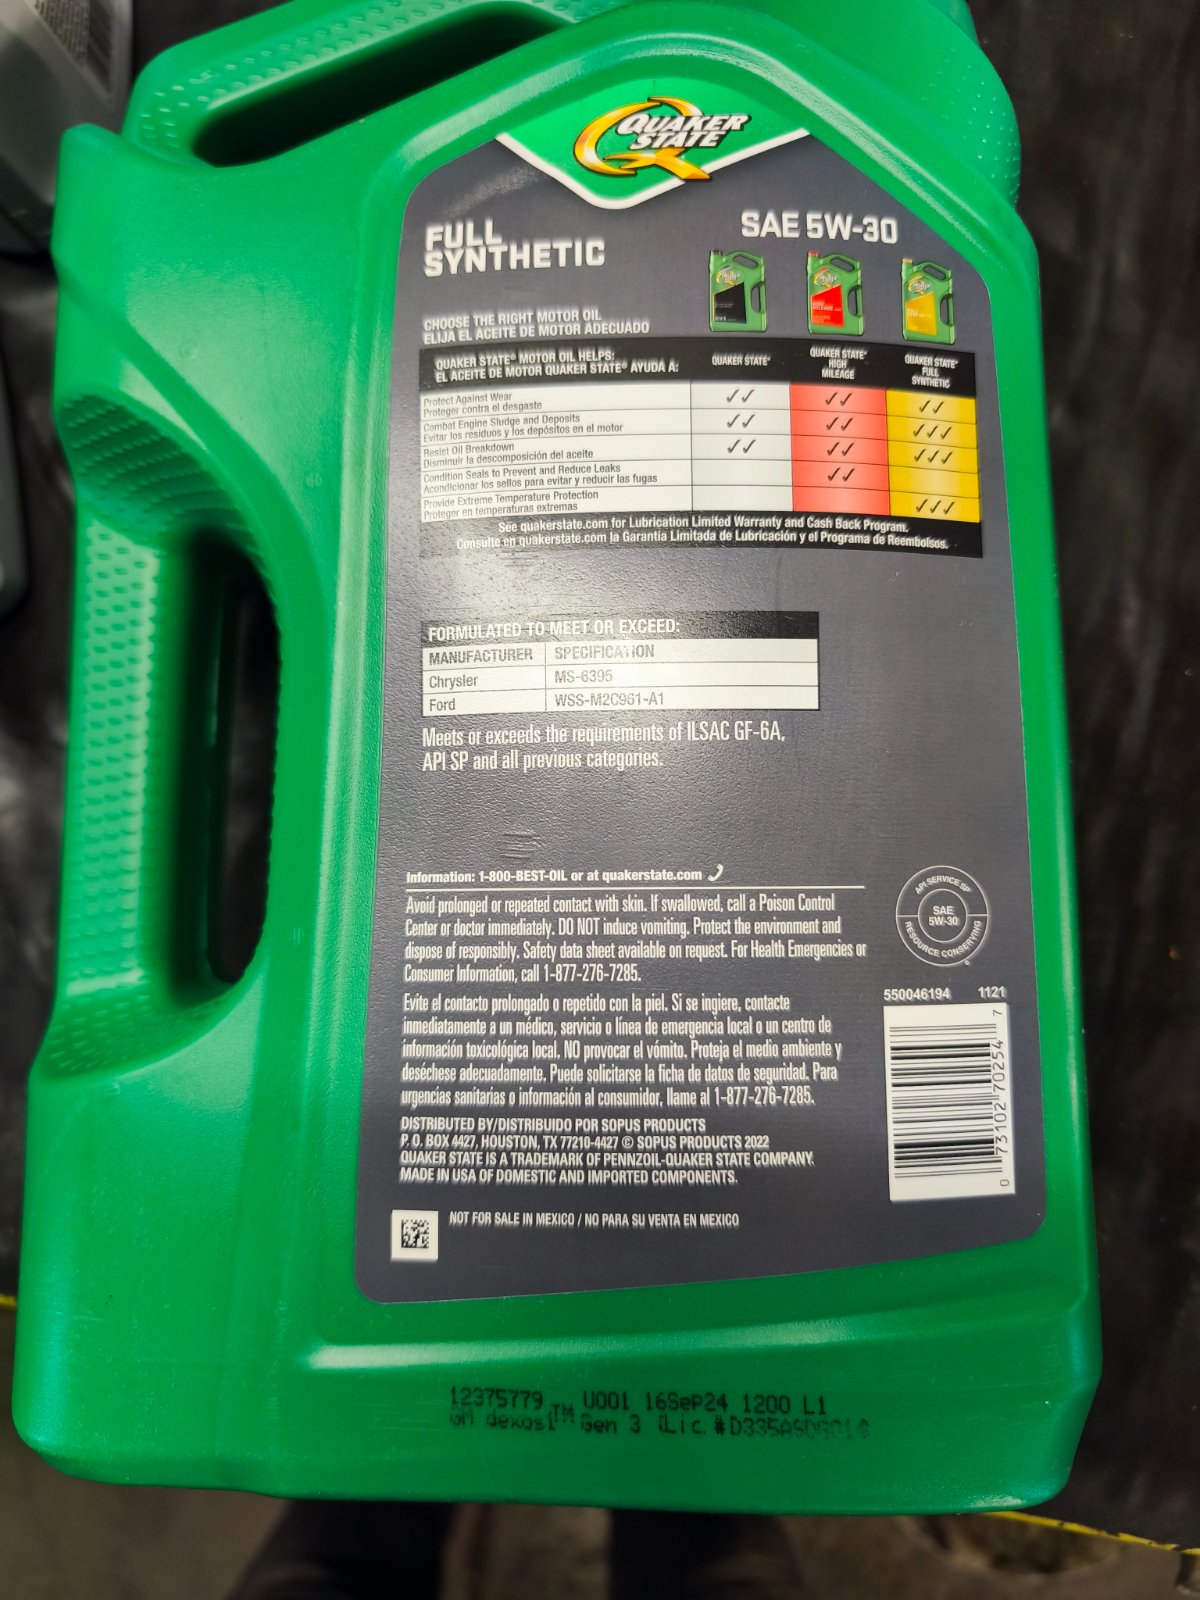 QUAKER
STATE
FULL
SYNTHETIC
SAE 5W-30
CHOOSE THE RIGHT MOTOR OIL
ELIJA EL ACEITE DE MOTOR ADECUADO
QUAKER STATE® MOTOR OIL HELPS:
EL ACEITE DE MOTOR QUAKER STATE® AYUDA A:
QUAKER STATE®
QUAKER STATE®
HIGH
MILEAGE
QUAKER STATE®
FULL
SYNTHETIC
Protect Against Wear
Proteger contra el desgaste
✓✓ ✓✓ ✓✓
Combat Engine Sludge and Deposits
Evitar los residuos y los depósitos en el motor
✓✓ ✓✓ ✓✓✓
Resist Oil Breakdown
Disminuir la descomposición del aceite
✓✓ ✓✓ ✓✓✓
Condition Seals to Prevent and Reduce Leaks
Acondicionar los sellos para evitar y reducir las fugas
✓✓
Provide Extreme Temperature Protection
Proteger en temperaturas extremas
✓✓✓
See quakerstate.com for Lubrication Limited Warranty and Cash Back Program.
Consulte en quakerstate.com la Garantía Limitada de Lubricación y el Programa de Reembolsos.
FORMULATED TO MEET OR EXCEED:
MANUFACTURER SPECIFICATION
Chrysler MS-6395
Ford WSS-M2C961-A1
Meets or exceeds the requirements of ILSAC GF-6A,
API SP and all previous categories.
Information: 1-800-BEST-OIL or at quakerstate.com
Avoid prolonged or repeated contact with skin. If swallowed, call a Poison Control
Center or doctor immediately. DO NOT induce vomiting. Protect the environment and
dispose of responsibly. Safety data sheet available on request. For Health Emergencies or
Consumer Information, call 1-877-276-7285.
API SERVICE SP
SAE
5W-30
RESOURCE CONSERVING
Evite el contacto prolongado o repetido con la piel. Si se ingiere, contacte
inmediatamente a un médico, servicio o línea de emergencia local o un centro de
información toxicológica local. NO provocar el vómito. Proteja el medio ambiente y
deséchese adecuadamente. Puede solicitarse la ficha de datos de seguridad. Para
urgencias sanitarias o información al consumidor, llame al 1-877-276-7285.
550046194 1121
0 73102 70254 7
DISTRIBUTED BY/DISTRIBUIDO POR SOPUS PRODUCTS
P. O. BOX 4427, HOUSTON, TX 77210-4427 © SOPUS PRODUCTS 2022
QUAKER STATE IS A TRADEMARK OF PENNZOIL-QUAKER STATE COMPANY.
MADE IN USA OF DOMESTIC AND IMPORTED COMPONENTS.
NOT FOR SALE IN MEXICO / NO PARA SU VENTA EN MEXICO
12375779 U001 16Sep24 1200 L1
GM dexos1™ Gen 3 (Lic.#